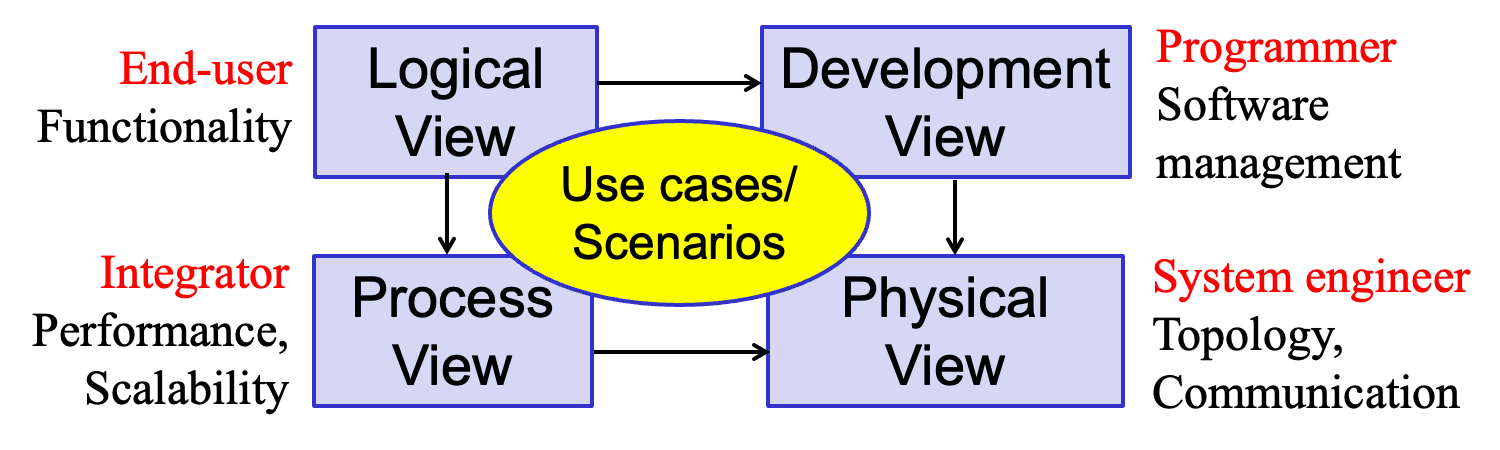 End-user
Functionality
Logical
View
Development
View
Programmer
Software
management
Use cases/
Scenarios
Integrator
Performance,
Scalability
Process
View
Physical
View
System engineer
Topology,
Communication